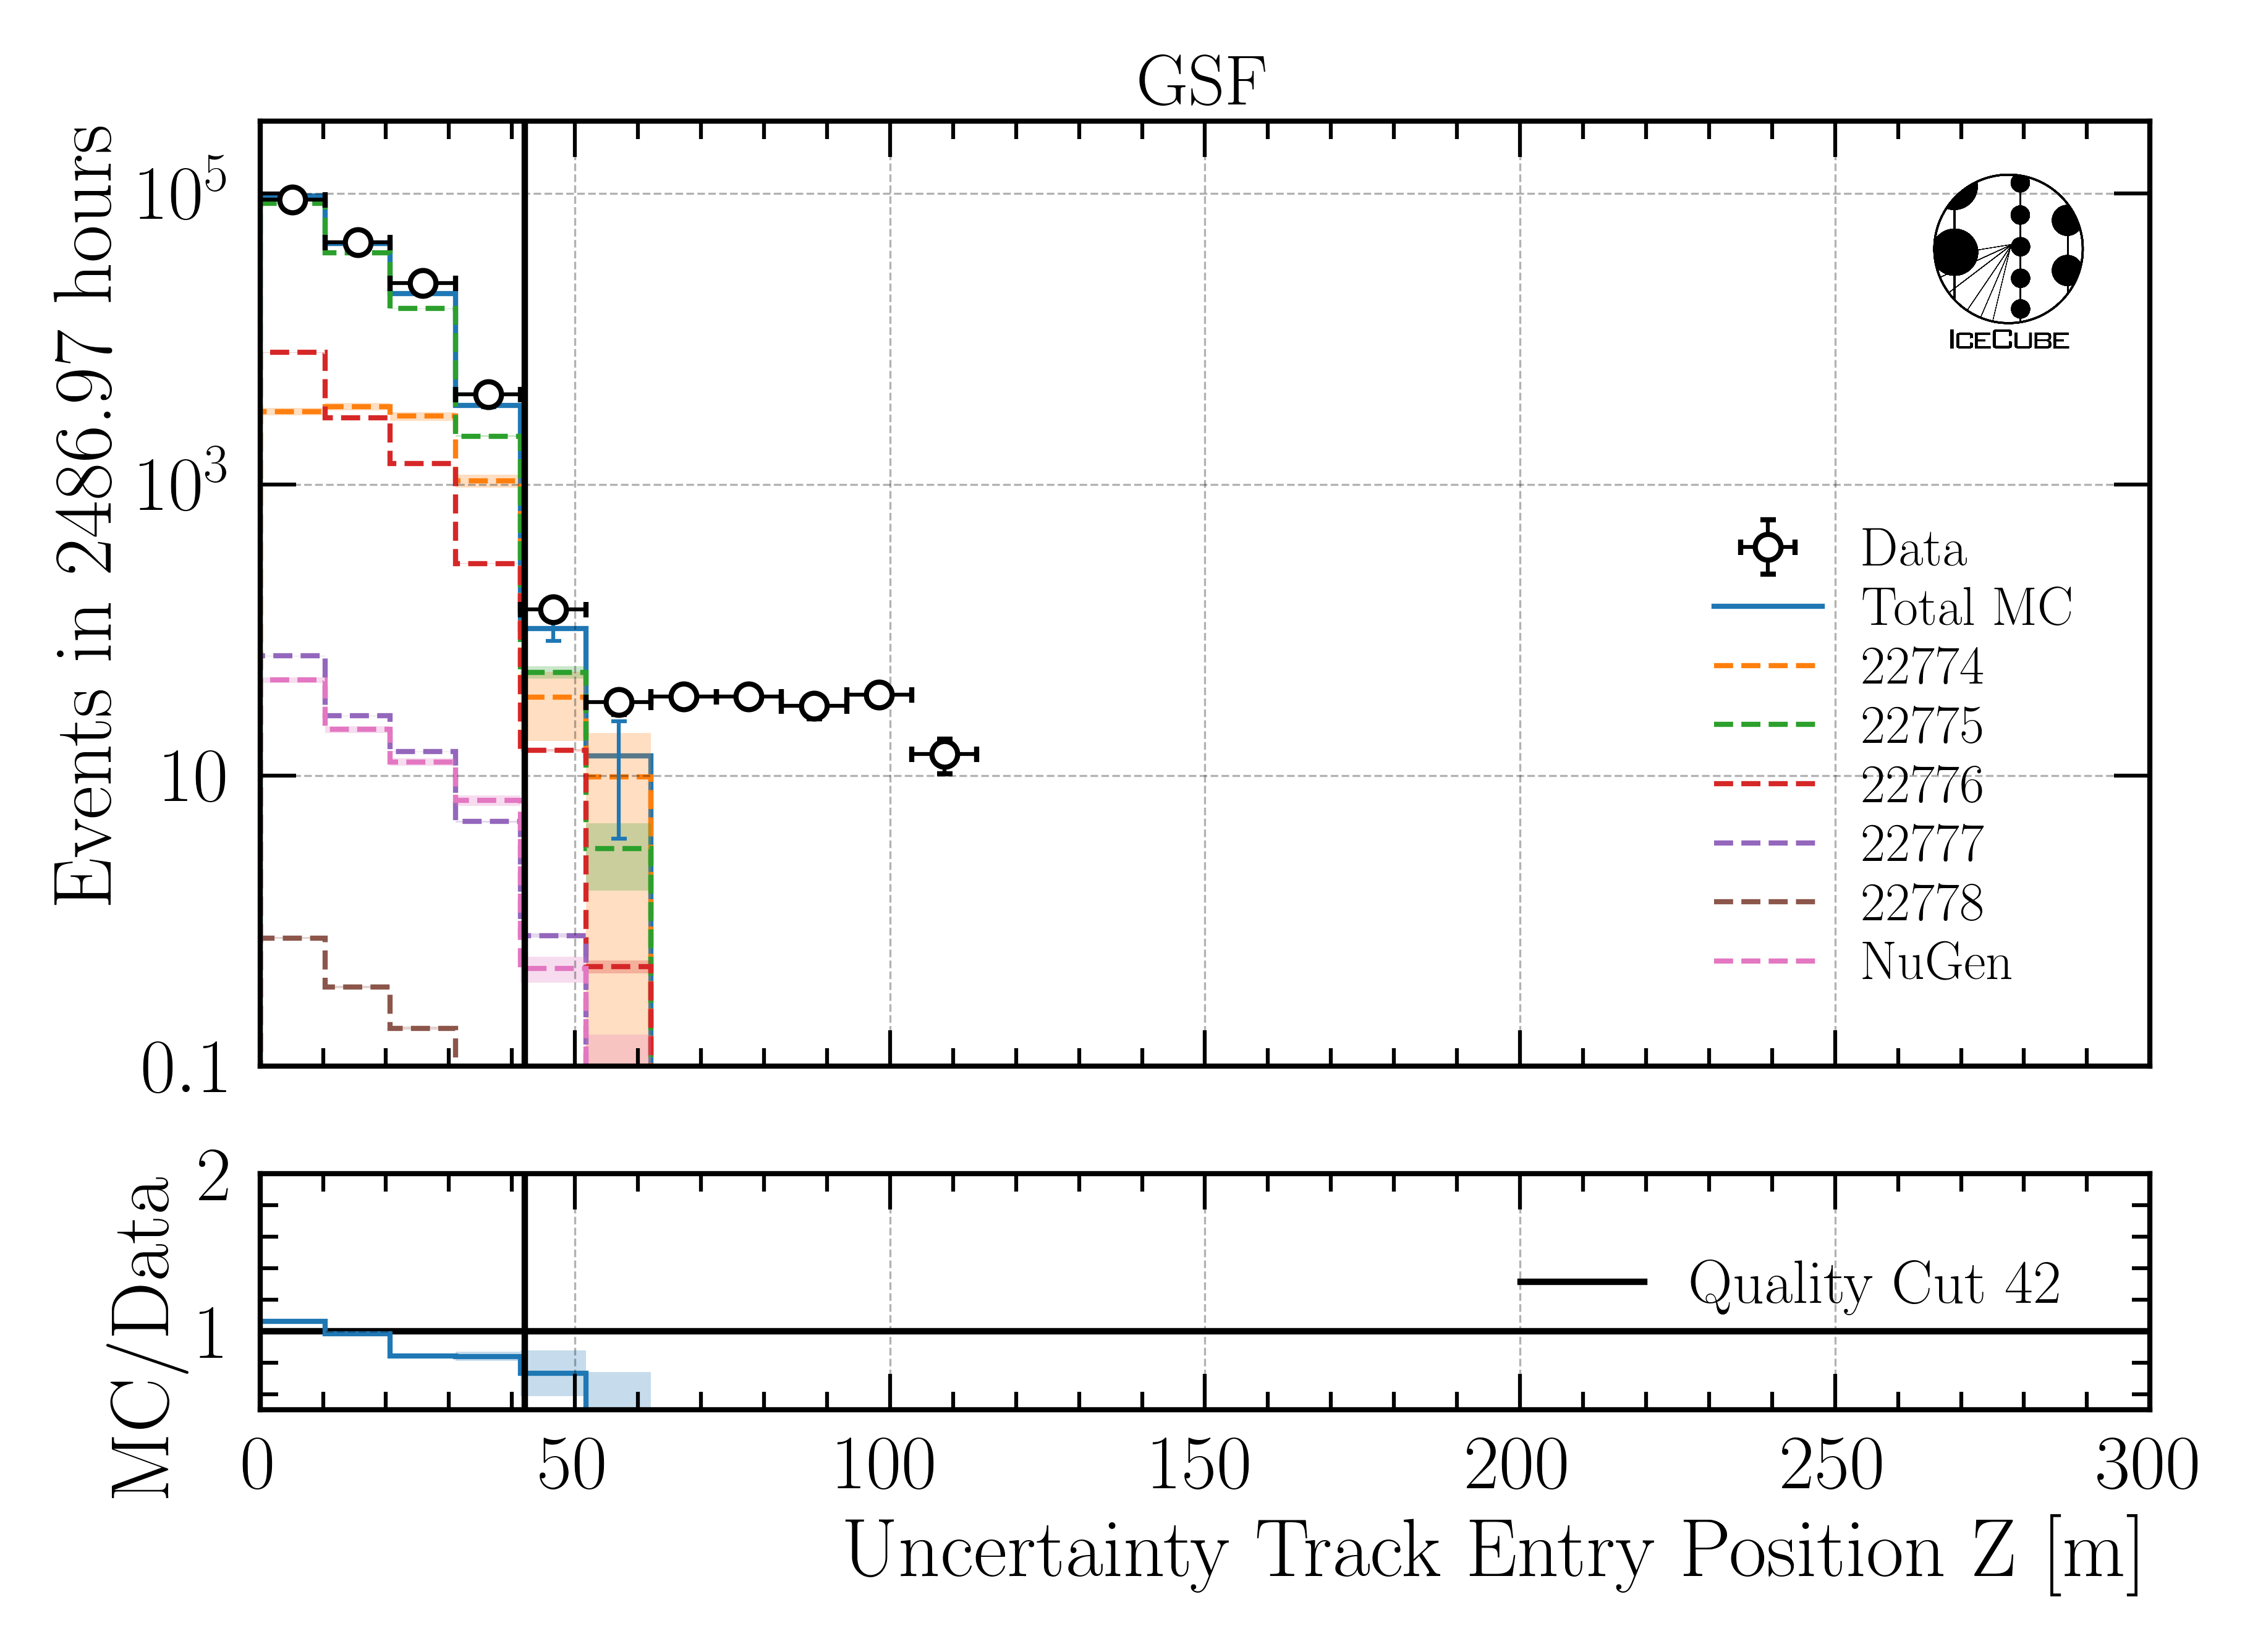 GSF
Events in 2486.97 hours
10^5
10^3
10
0.1
IceCube
Data
Total MC
22774
22775
22776
22777
22778
NuGen
MC/Data
2
1
Quality Cut 42
0 50 100 150 200 250 300
Uncertainty Track Entry Position Z [m]